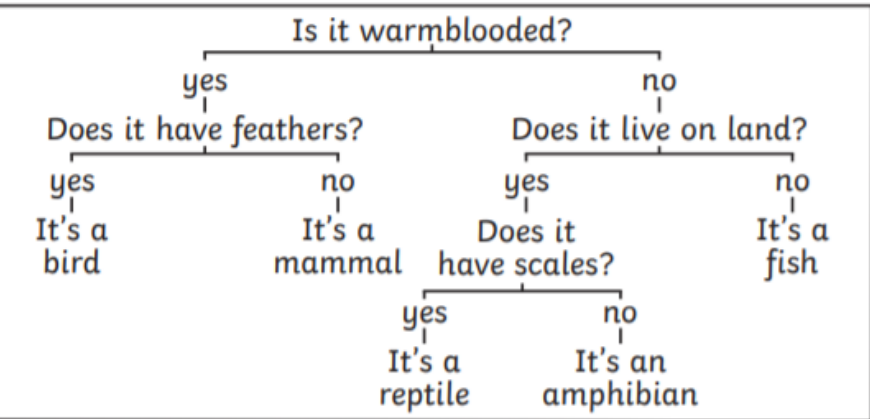 Is it warmblooded?
yes no
Does it have feathers? Does it live on land?
yes no yes no
It's a It's a Does it It's a
bird mammal have scales? fish
yes no
It's a It's an
reptile amphibian